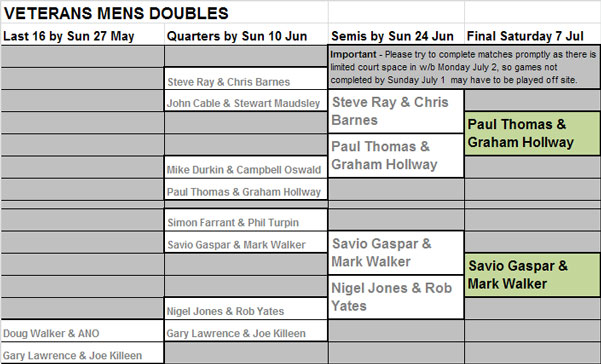 VETERANS MENS DOUBLES
Last 16 by Sun 27 May
Quarters by Sun 10 Jun
Semis by Sun 24 Jun
Final Saturday 7 Jul
Important - Please try to complete matches promptly as there is
limited court space in w/b Monday July 2, so games not
completed by Sunday July 1 may have to be played off site.
Steve Ray & Chris Barnes
John Cable & Stewart Maudsley
Steve Ray & Chris
Barnes
Paul Thomas &
Graham Hollway
Paul Thomas &
Graham Hollway
Mike Durkin & Campbell Oswald
Paul Thomas & Graham Hollway
Simon Farrant & Phil Turpin
Savio Gaspar & Mark Walker
Savio Gaspar &
Mark Walker
Nigel Jones & Rob
Yates
Savio Gaspar &
Mark Walker
Nigel Jones & Rob Yates
Doug Walker & ANO
Gary Lawrence & Joe Killeen
Gary Lawrence & Joe Killeen